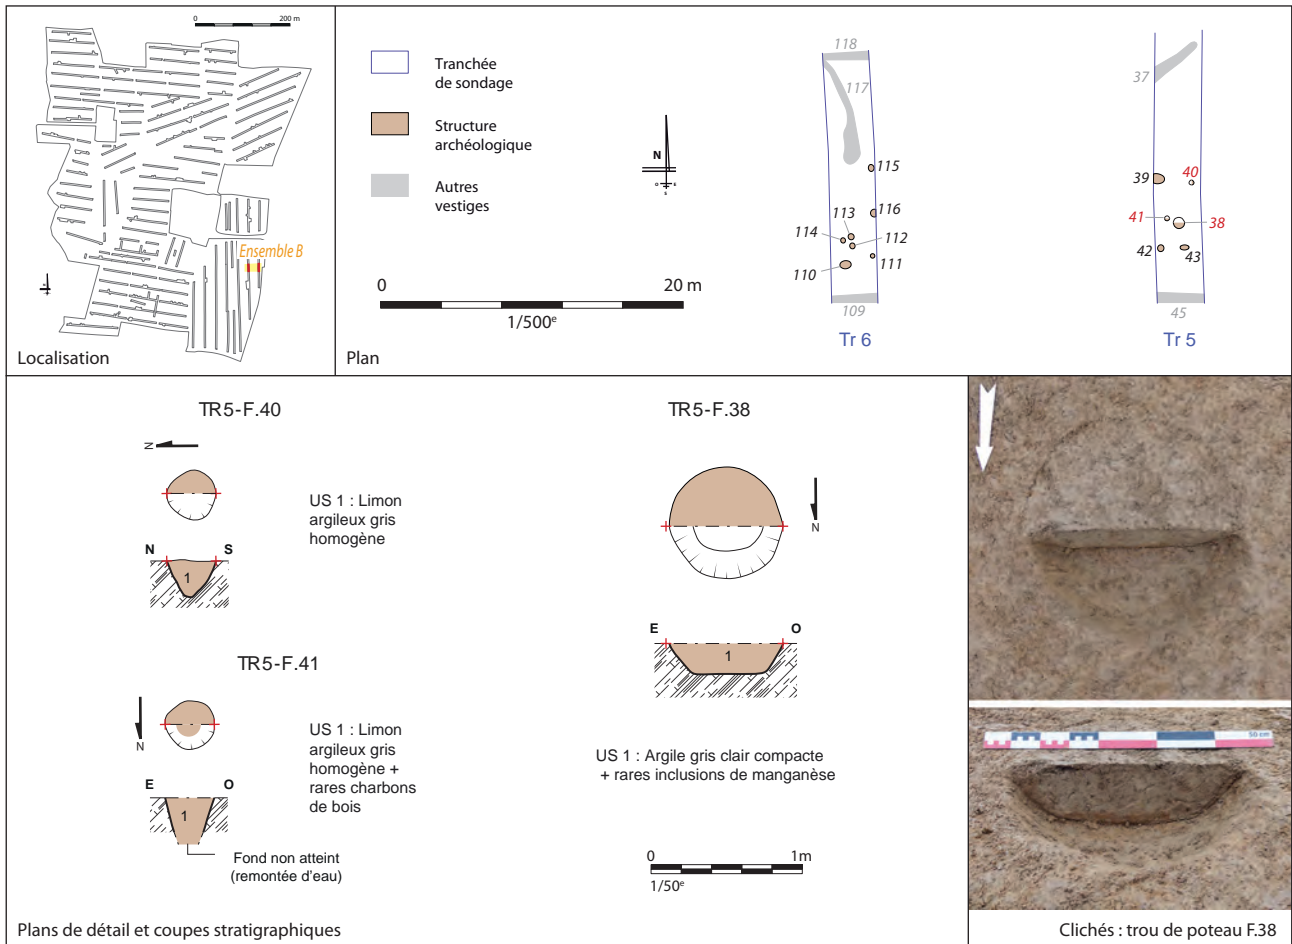 0
200 m
Ensemble B
N
Localisation
Tranchée
de sondage
Structure
archéologique
Autres
vestiges
N
O
E
S
0
20 m
1/500e
Plan
118
117
115
116
113
114
112
111
110
109
Tr 6
37
39
40
41
38
42
43
45
Tr 5
TR5-F.40
N
US 1 : Limon
argileux gris
homogène
N
S
1
TR5-F.41
N
US 1 : Limon
argileux gris
homogène +
rares charbons
de bois
E
O
1
Fond non atteint
(remontée d'eau)
TR5-F.38
N
E
O
1
US 1 : Argile gris clair compacte
+ rares inclusions de manganèse
0
1m
1/50e
Plans de détail et coupes stratigraphiques
50 cm
Clichés : trou de poteau F.38